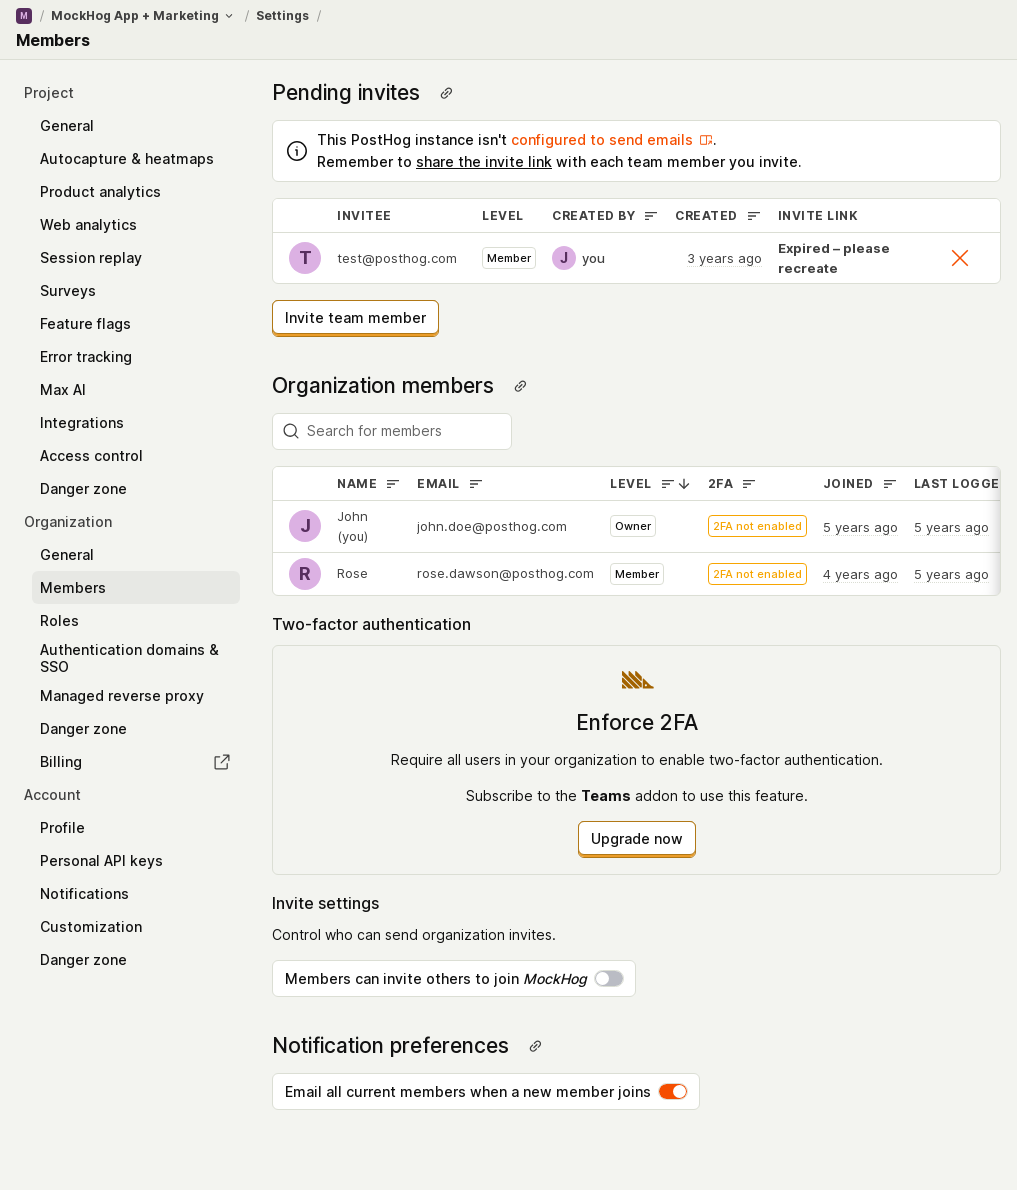 M / MockHog App + Marketing / Settings /
Members
Project
General
Autocapture & heatmaps
Product analytics
Web analytics
Session replay
Surveys
Feature flags
Error tracking
Max AI
Integrations
Access control
Danger zone
Organization
General
Members
Roles
Authentication domains &
SSO
Managed reverse proxy
Danger zone
Billing
Account
Profile
Personal API keys
Notifications
Customization
Danger zone
Pending invites
This PostHog instance isn't configured to send emails.
Remember to share the invite link with each team member you invite.
INVITEE LEVEL CREATED BY CREATED INVITE LINK
T test@posthog.com Member J you 3 years ago Expired – please
recreate
Invite team member
Organization members
Search for members
NAME EMAIL LEVEL 2FA JOINED LAST LOGGE
J John
(you) john.doe@posthog.com Owner 2FA not enabled 5 years ago 5 years ago
R Rose rose.dawson@posthog.com Member 2FA not enabled 4 years ago 5 years ago
Two-factor authentication
Enforce 2FA
Require all users in your organization to enable two-factor authentication.
Subscribe to the Teams addon to use this feature.
Upgrade now
Invite settings
Control who can send organization invites.
Members can invite others to join MockHog
Notification preferences
Email all current members when a new member joins